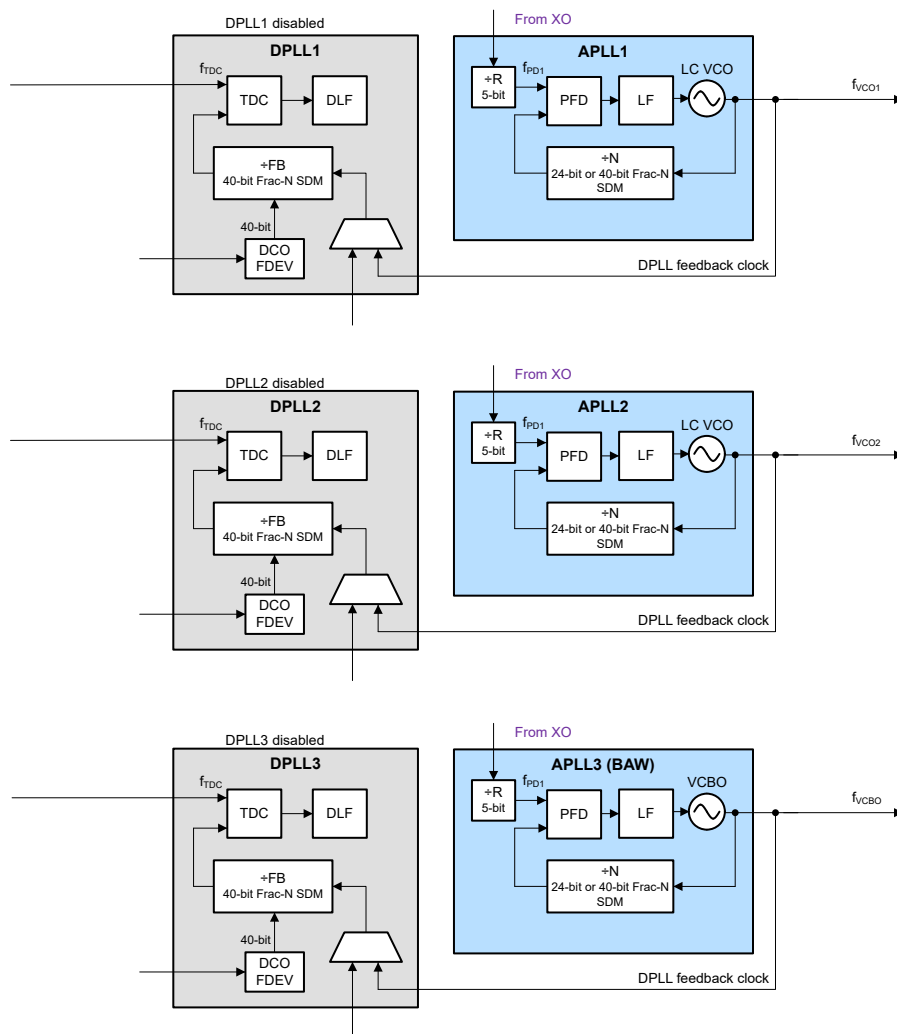 DPLL1 disabled
DPLL1
fTDC
TDC
DLF
÷FB
40-bit Frac-N SDM
40-bit
DCO
FDEV
From XO
APLL1
÷R
5-bit
fPD1
PFD
LF
LC VCO
÷N
24-bit or 40-bit Frac-N
SDM
fVCO1
DPLL feedback clock
DPLL2 disabled
DPLL2
fTDC
TDC
DLF
÷FB
40-bit Frac-N SDM
40-bit
DCO
FDEV
From XO
APLL2
÷R
5-bit
fPD1
PFD
LF
LC VCO
÷N
24-bit or 40-bit Frac-N
SDM
fVCO2
DPLL feedback clock
DPLL3 disabled
DPLL3
fTDC
TDC
DLF
÷FB
40-bit Frac-N SDM
40-bit
DCO
FDEV
From XO
APLL3 (BAW)
÷R
5-bit
fPD1
PFD
LF
VCBO
÷N
24-bit or 40-bit Frac-N
SDM
fVCBO
DPLL feedback clock